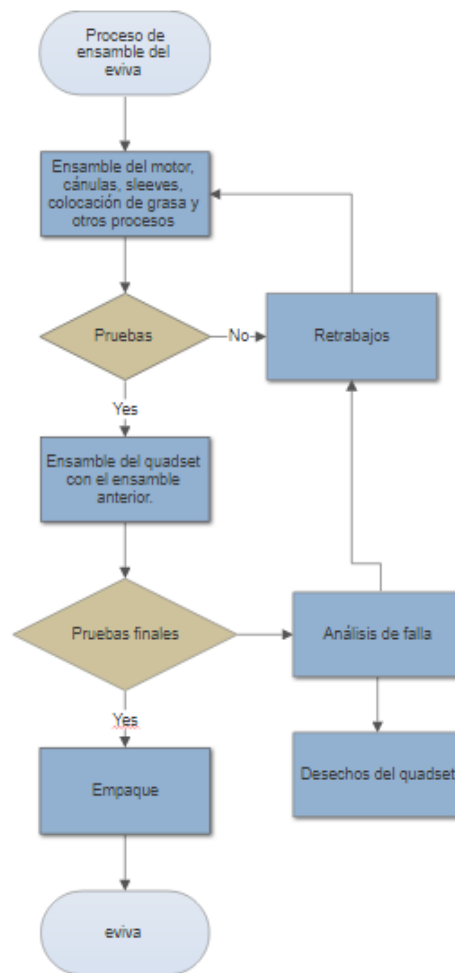 Proceso de
ensamble del
eviva
Ensamble del motor,
cánulas, sleeves,
colocación de grasa y
otros procesos
Pruebas
No
Retrabajos
Yes
Ensamble del quadset
con el ensamble
anterior.
Pruebas finales
Análisis de falla
Yes
Desechos del quadset
Empaque
eviva